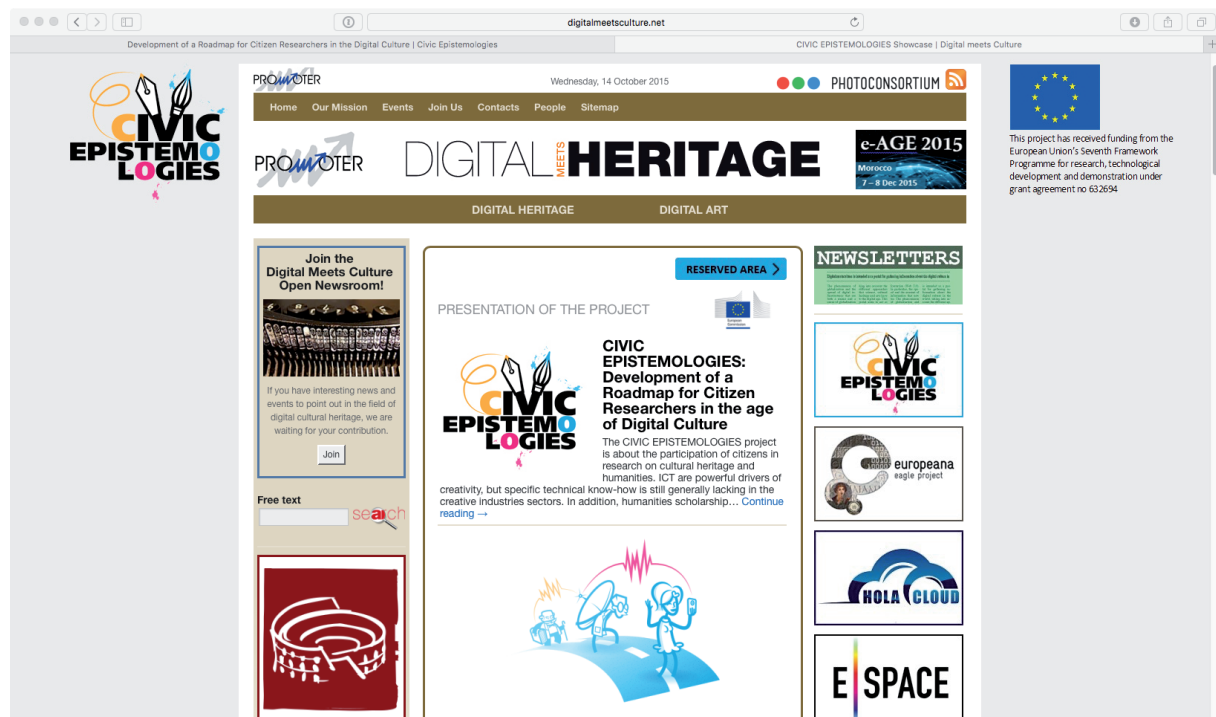 digitalmeetsculture.net
Development of a Roadmap for Citizen Researchers in the Digital Culture | Civic Epistemologies
CIVIC EPISTEMOLOGIES Showcase | Digital meets Culture
CIVIC
EPISTEMO
LOGIES
PROMOTER
Wednesday, 14 October 2015
PHOTOCONSORTIUM
Home Our Mission Events Join Us Contacts People Sitemap
PROMOTER
DIGITAL MEETS HERITAGE
e-AGE 2015
Morocco
7 – 8 Dec 2015
DIGITAL HERITAGE DIGITAL ART
This project has received funding from the
European Union's Seventh Framework
Programme for research, technological
development and demonstration under
grant agreement no 632694
Join the
Digital Meets Culture
Open Newsroom!
If you have interesting news and
events to point out in the field of
digital cultural heritage, we are
waiting for your contribution.
Join
Free text
search
RESERVED AREA
PRESENTATION OF THE PROJECT
European
Commission
CIVIC
EPISTEMO
LOGIES
CIVIC
EPISTEMOLOGIES:
Development of a
Roadmap for Citizen
Researchers in the age
of Digital Culture
The CIVIC EPISTEMOLOGIES project
is about the participation of citizens in
research on cultural heritage and
humanities. ICT are powerful drivers of
creativity, but specific technical know-how is still generally lacking in the
creative industries sectors. In addition, humanities scholarship… Continue
reading →
NEWSLETTERS
CIVIC
EPISTEMO
LOGIES
europeana
eagle project
HOLA CLOUD
E SPACE